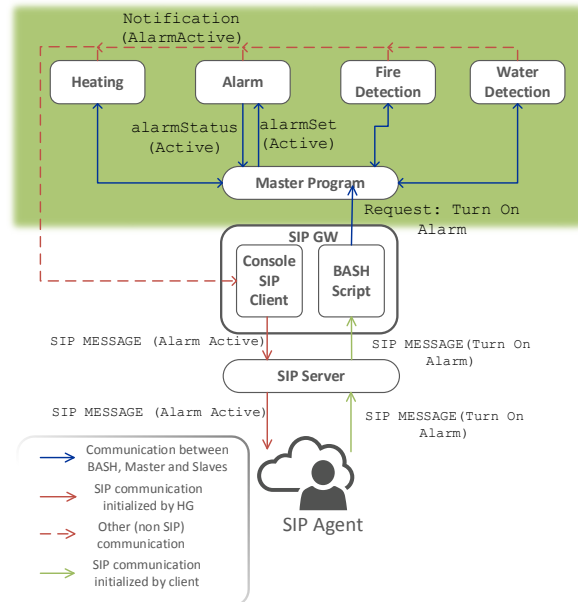 Notification
(AlarmActive)
Heating
Alarm
Fire
Detection
Water
Detection
alarmStatus
(Active)
alarmSet
(Active)
Master Program
Request: Turn On
Alarm
SIP GW
Console
SIP
Client
BASH
Script
SIP MESSAGE (Alarm Active)
SIP MESSAGE(Turn On
Alarm)
SIP Server
SIP MESSAGE (Alarm Active)
SIP MESSAGE(Turn On
Alarm)
SIP Agent
Communication between
BASH, Master and Slaves
SIP communication
initialized by HG
Other (non SIP)
communication
SIP communication
initialized by client